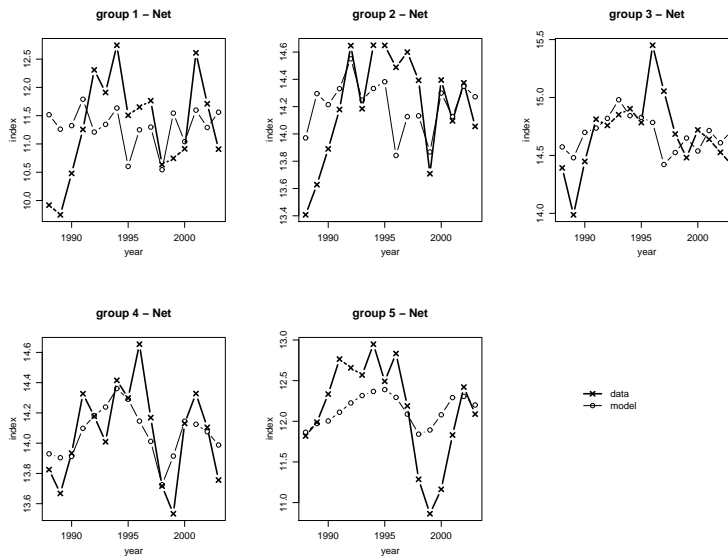 group 1 – Net
index
10.0 10.5 11.0 11.5 12.0 12.5
1990 1995 2000
year
group 2 – Net
index
13.4 13.6 13.8 14.0 14.2 14.4 14.6
1990 1995 2000
year
group 3 – Net
index
14.0 14.5 15.0 15.5
1990 1995 2000
year
group 4 – Net
index
13.6 13.8 14.0 14.2 14.4 14.6
1990 1995 2000
year
group 5 – Net
index
11.0 11.5 12.0 12.5 13.0
1990 1995 2000
year
data
model